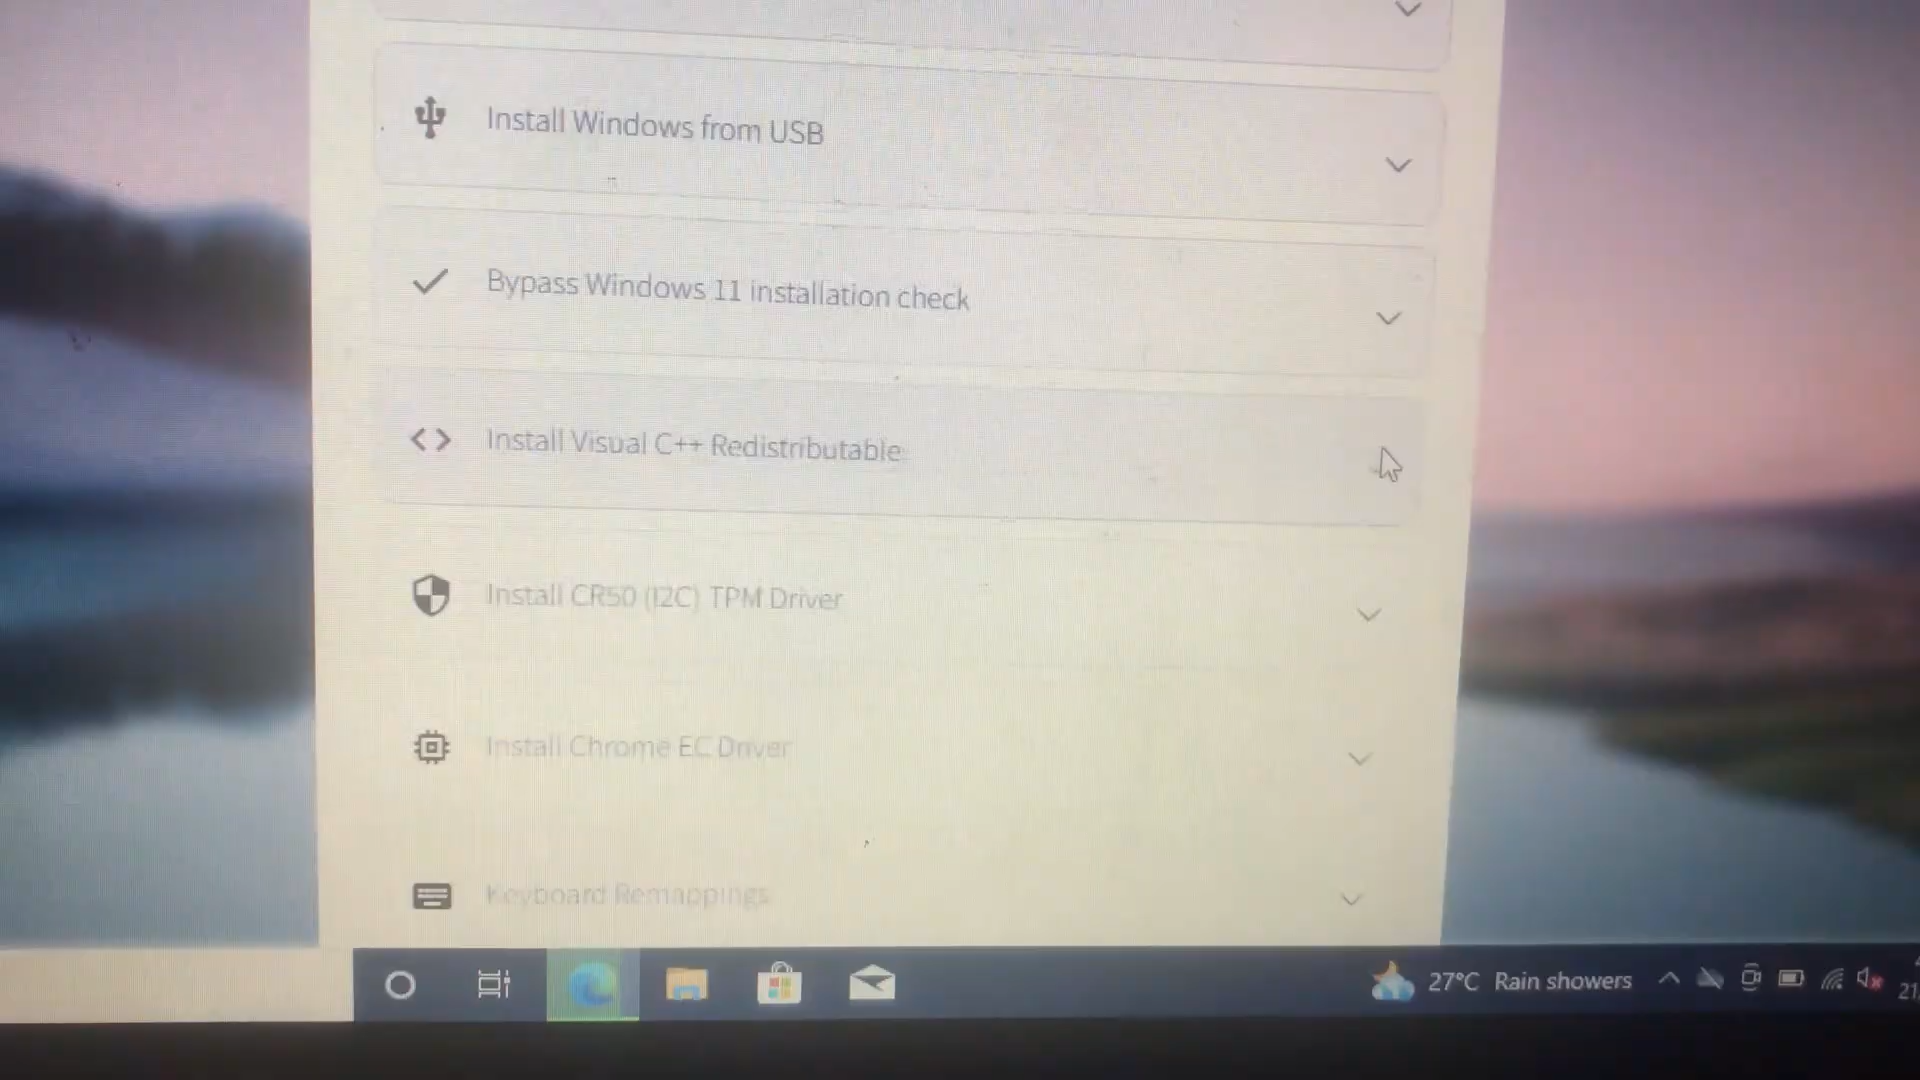 Install Windows from USB
Bypass Windows 11 installation check
Install Visual C++ Redistributable
Install CR50 (I2C) TPM Driver
Install Chrome EC Driver
Keyboard Remappings
27°C Rain showers